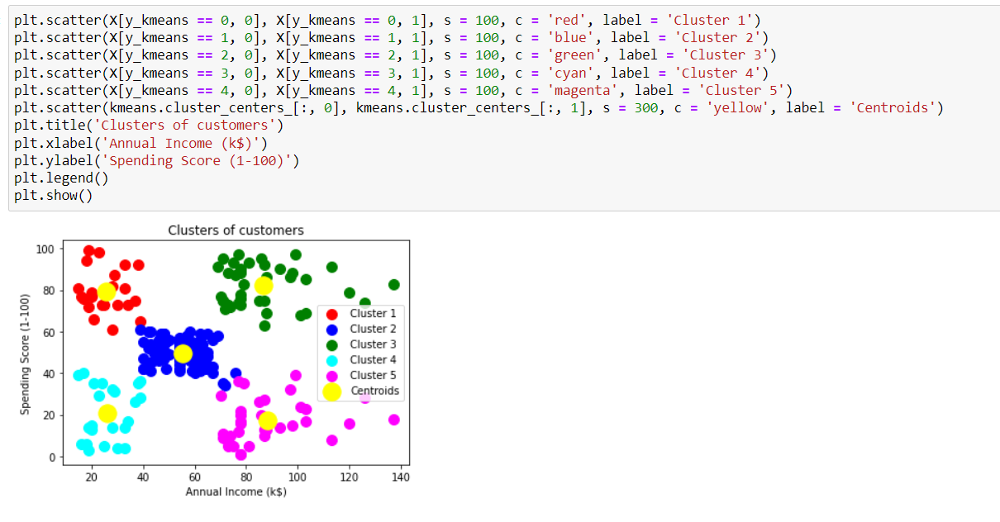 plt.scatter(X[y_kmeans == 0, 0], X[y_kmeans == 0, 1], s = 100, c = 'red', label = 'Cluster 1')
plt.scatter(X[y_kmeans == 1, 0], X[y_kmeans == 1, 1], s = 100, c = 'blue', label = 'Cluster 2')
plt.scatter(X[y_kmeans == 2, 0], X[y_kmeans == 2, 1], s = 100, c = 'green', label = 'Cluster 3')
plt.scatter(X[y_kmeans == 3, 0], X[y_kmeans == 3, 1], s = 100, c = 'cyan', label = 'Cluster 4')
plt.scatter(X[y_kmeans == 4, 0], X[y_kmeans == 4, 1], s = 100, c = 'magenta', label = 'Cluster 5')
plt.scatter(kmeans.cluster_centers_[:, 0], kmeans.cluster_centers_[:, 1], s = 300, c = 'yellow', label = 'Centroids')
plt.title('Clusters of customers')
plt.xlabel('Annual Income (k$)')
plt.ylabel('Spending Score (1-100)')
plt.legend()
plt.show()
Clusters of customers
Spending Score (1-100)
100
80
60
40
20
0
Cluster 1
Cluster 2
Cluster 3
Cluster 4
Cluster 5
Centroids
20 40 60 80 100 120 140
Annual Income (k$)